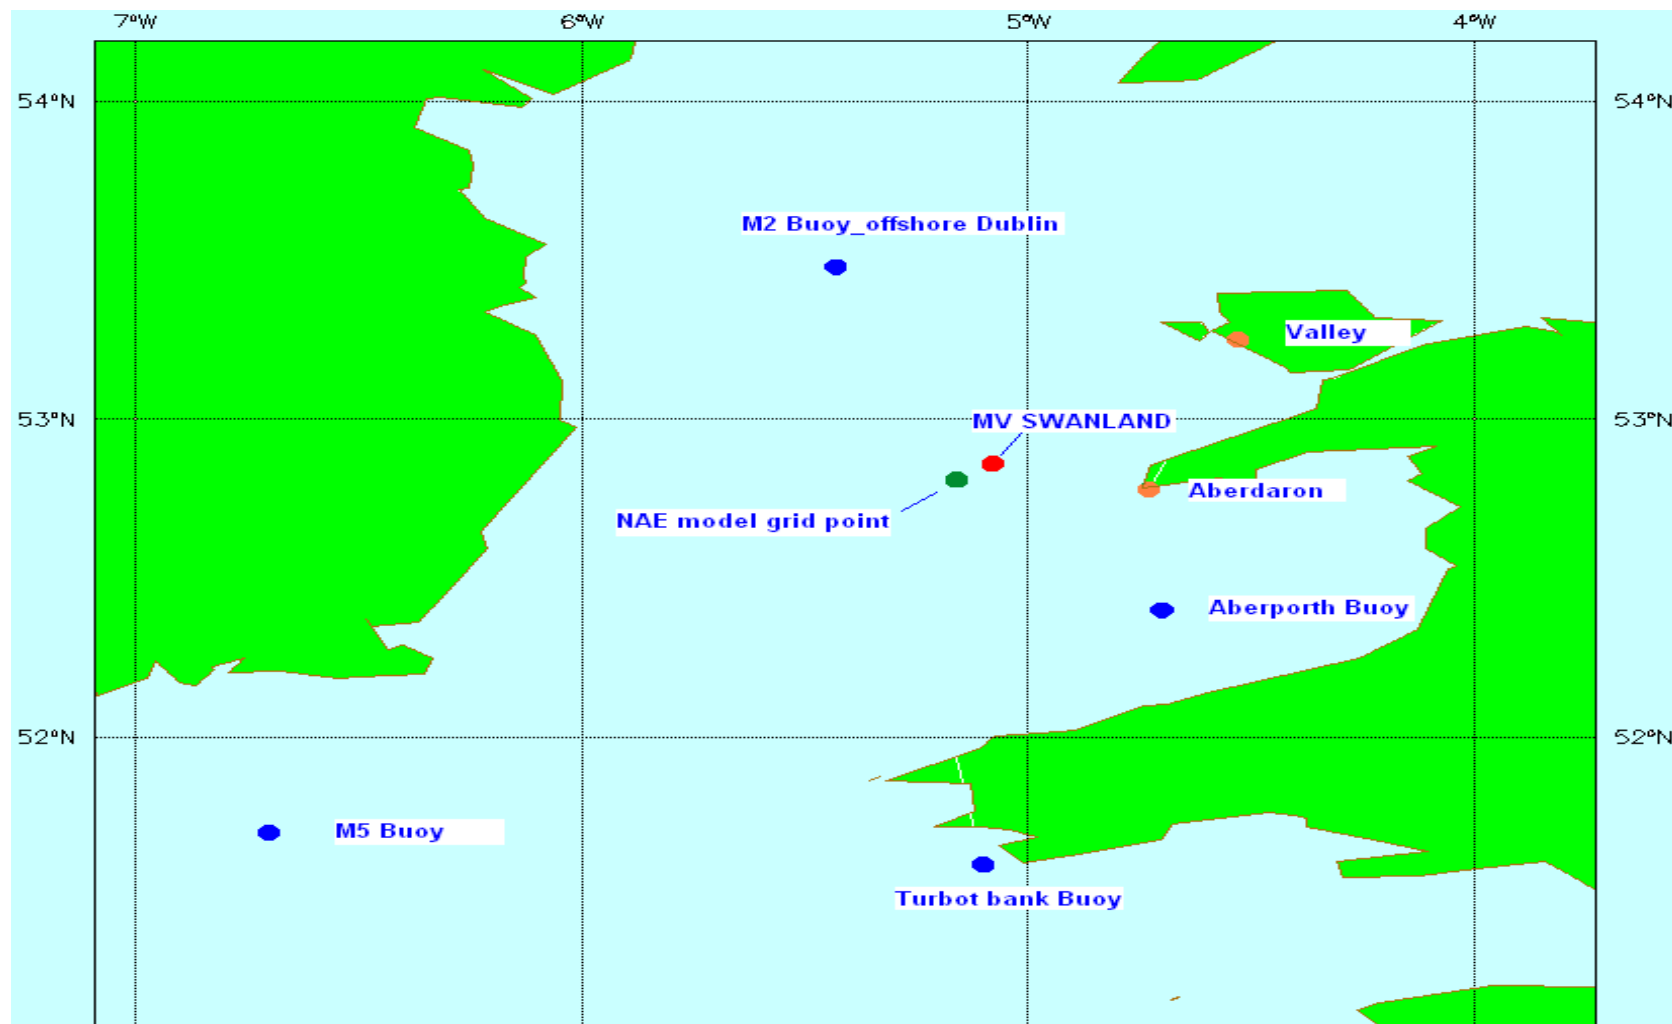 7°W 6°W 5°W 4°W
54°N 54°N
M2 Buoy_offshore Dublin
Valley
53°N MV SWANLAND 53°N
Aberdaron
NAE model grid point
Aberporth Buoy
52°N 52°N
M5 Buoy
Turbot bank Buoy